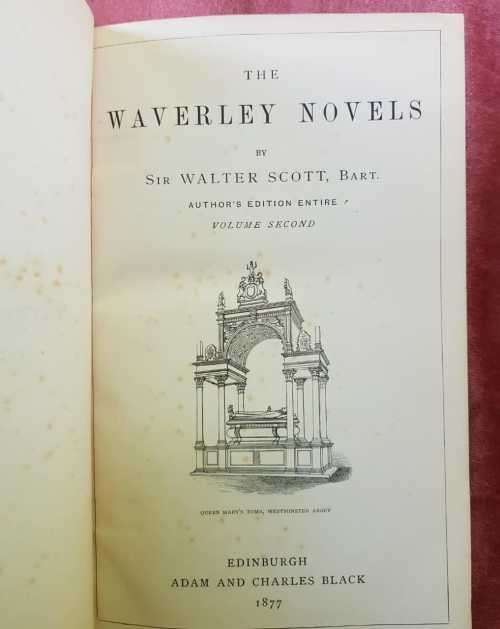 THE
WAVERLEY NOVELS
BY
SIR WALTER SCOTT, BART.
AUTHOR'S EDITION ENTIRE
VOLUME SECOND
QUEEN MARY'S TOMB, WESTMINSTER ABBEY
EDINBURGH
ADAM AND CHARLES BLACK
1877